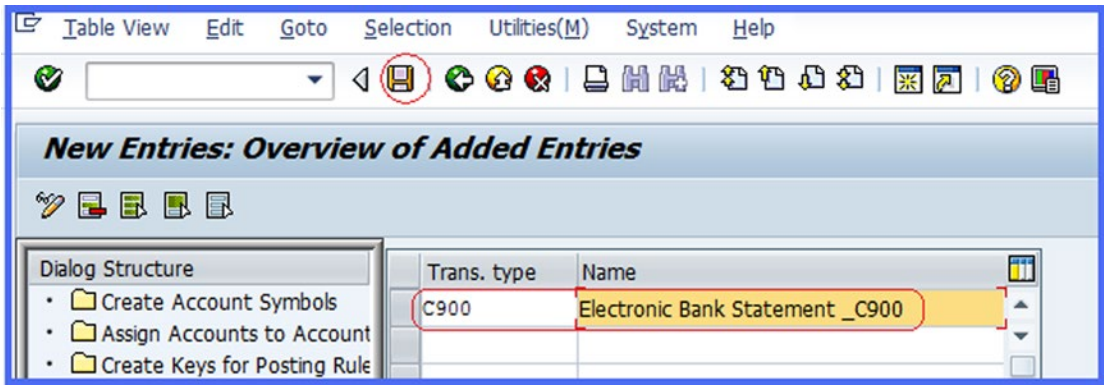 Table View Edit Goto Selection Utilities(M) System Help
New Entries: Overview of Added Entries
Dialog Structure
Trans. type Name
Create Account Symbols
C900 Electronic Bank Statement _C900
Assign Accounts to Account
Create Keys for Posting Rule